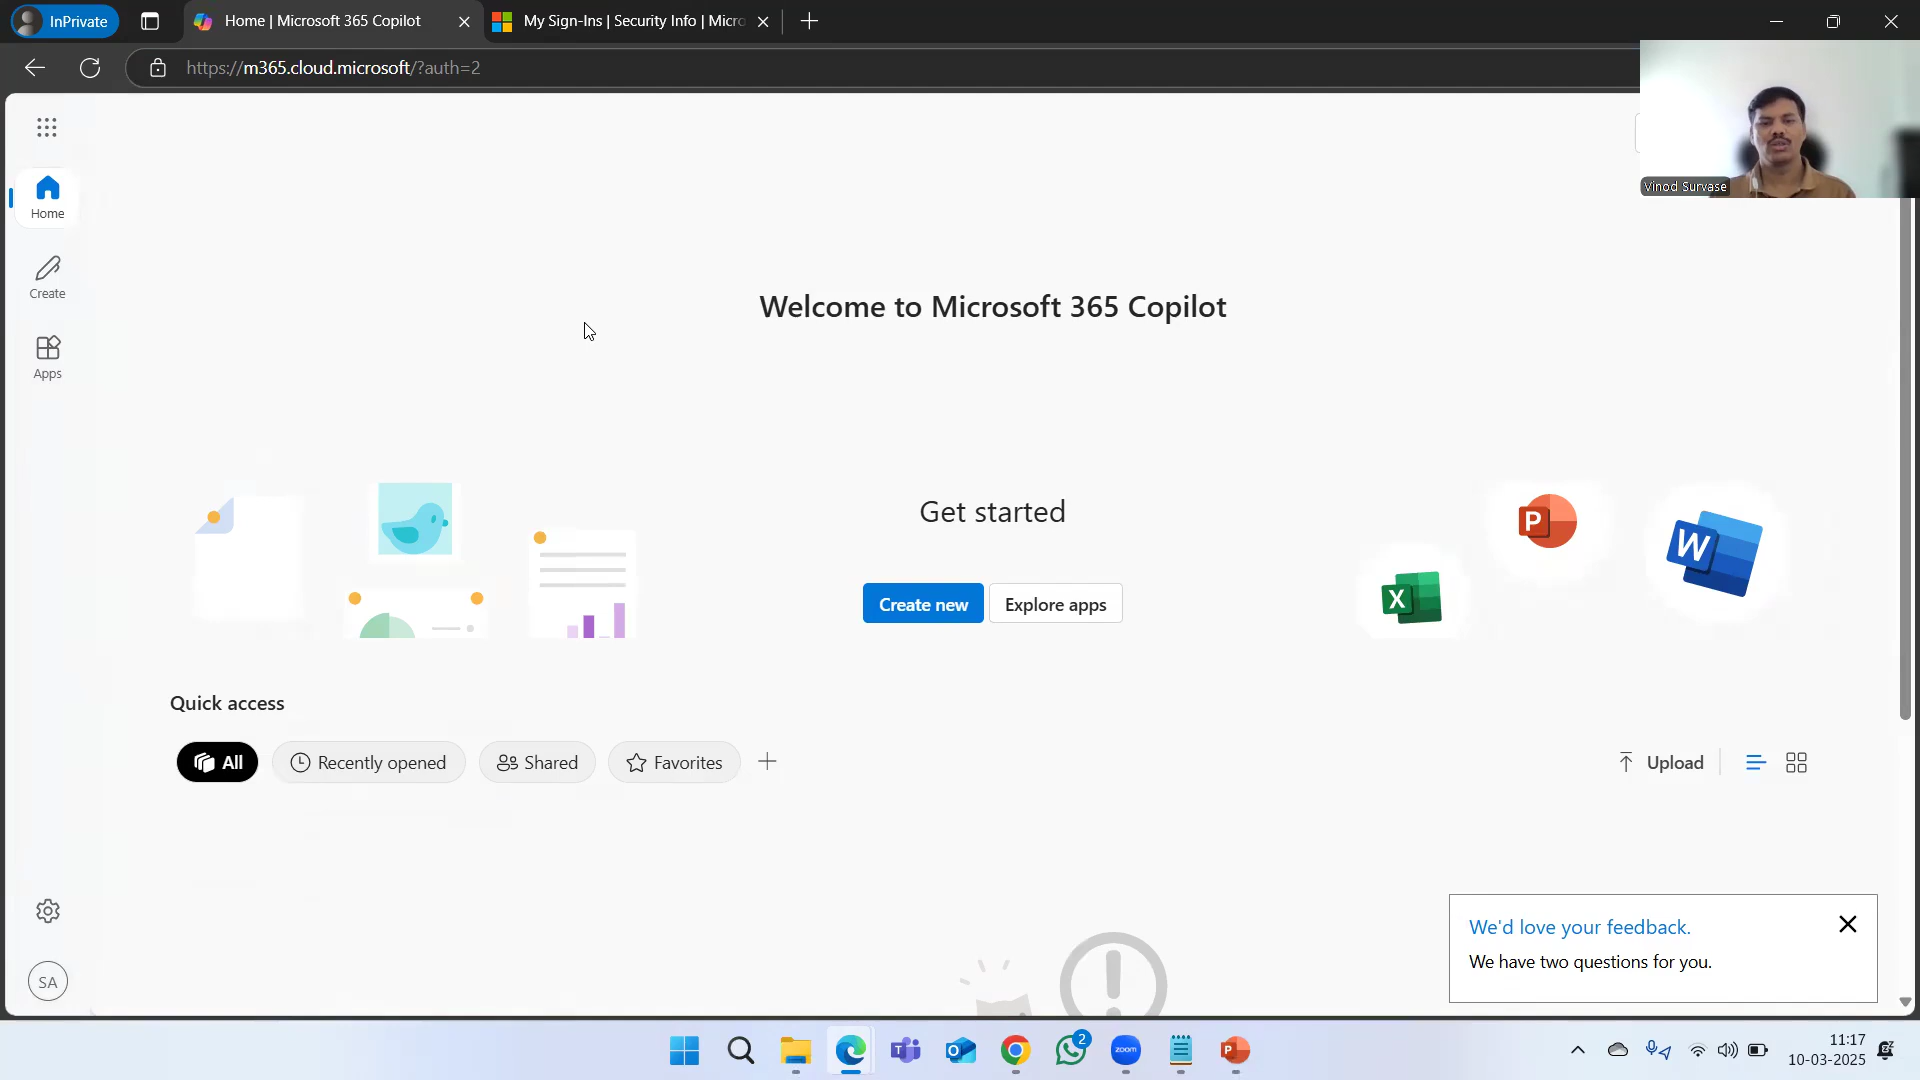 InPrivate
Home | Microsoft 365 Copilot
My Sign-Ins | Security Info | Micro
https://m365.cloud.microsoft/?auth=2
Vinod Survase
Home
Create
Apps
Welcome to Microsoft 365 Copilot
Get started
Create new
Explore apps
P
W
X
Quick access
All
Recently opened
Shared
Favorites
Upload
We'd love your feedback.
We have two questions for you.
SA
T
O
2
zoom
P
11:17
10-03-2025